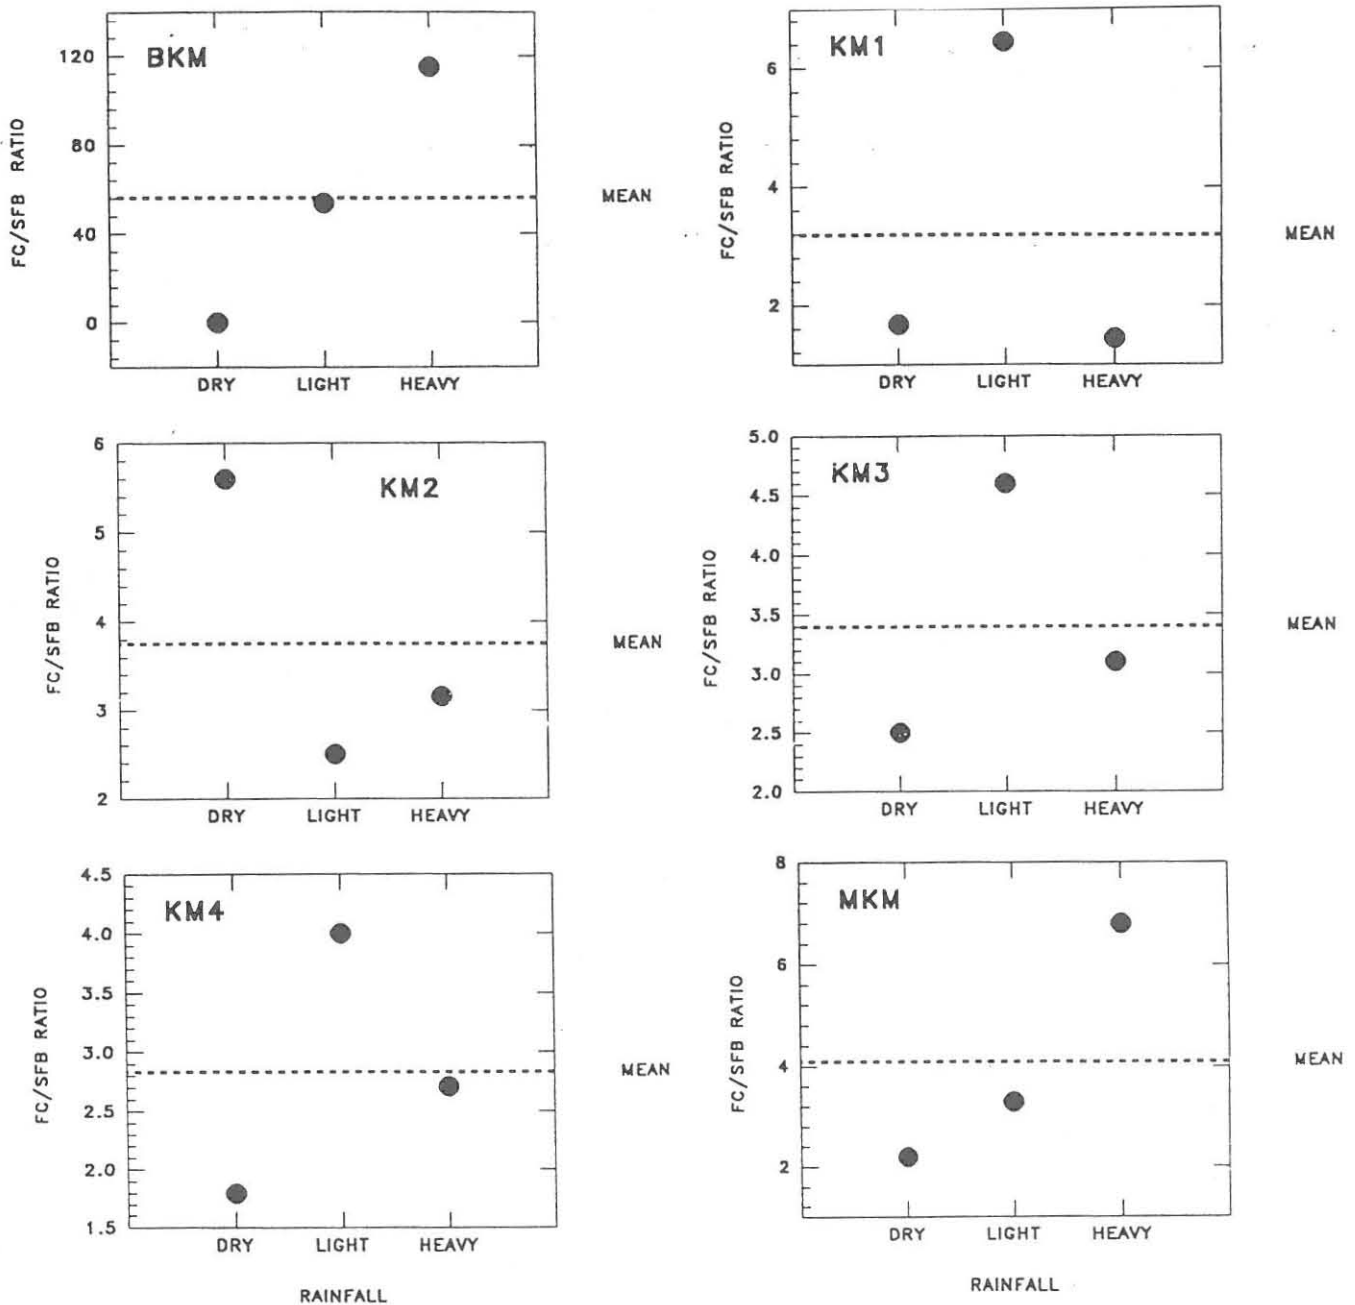 BKM
120
80
40
0
FC/SFB RATIO
MEAN
DRY LIGHT HEAVY
KM1
6
4
2
FC/SFB RATIO
MEAN
DRY LIGHT HEAVY
KM2
6
5
4
3
2
FC/SFB RATIO
MEAN
DRY LIGHT HEAVY
KM3
5.0
4.5
4.0
3.5
3.0
2.5
2.0
FC/SFB RATIO
MEAN
DRY LIGHT HEAVY
KM4
4.5
4.0
3.5
3.0
2.5
2.0
1.5
FC/SFB RATIO
MEAN
DRY LIGHT HEAVY
RAINFALL
MKM
8
6
4
2
FC/SFB RATIO
MEAN
DRY LIGHT HEAVY
RAINFALL